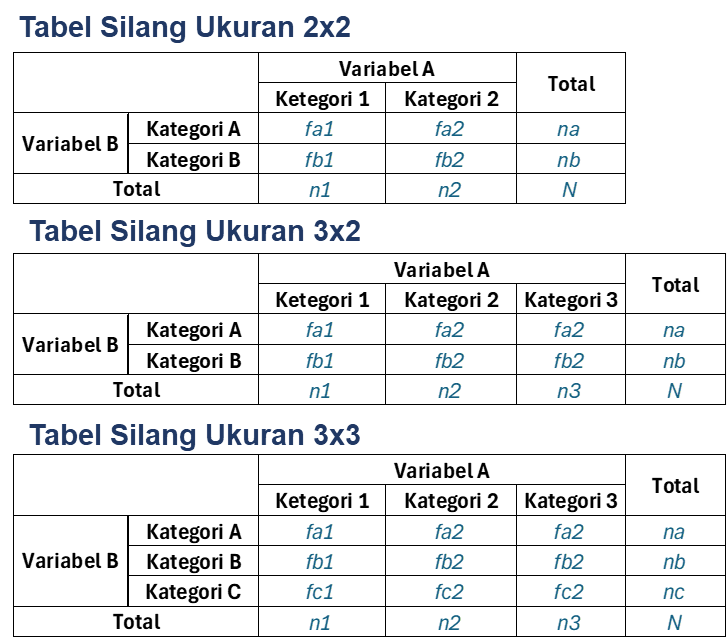 Tabel Silang Ukuran 2x2
Variabel A
Total
Ketegori 1 Kategori 2
Variabel B Kategori A fa1 fa2 na
Kategori B fb1 fb2 nb
Total n1 n2 N
Tabel Silang Ukuran 3x2
Variabel A
Total
Ketegori 1 Kategori 2 Kategori 3
Variabel B Kategori A fa1 fa2 fa2 na
Kategori B fb1 fb2 fb2 nb
Total n1 n2 n3 N
Tabel Silang Ukuran 3x3
Variabel A
Total
Ketegori 1 Kategori 2 Kategori 3
Kategori A fa1 fa2 fa2 na
Variabel B Kategori B fb1 fb2 fb2 nb
Kategori C fc1 fc2 fc2 nc
Total n1 n2 n3 N